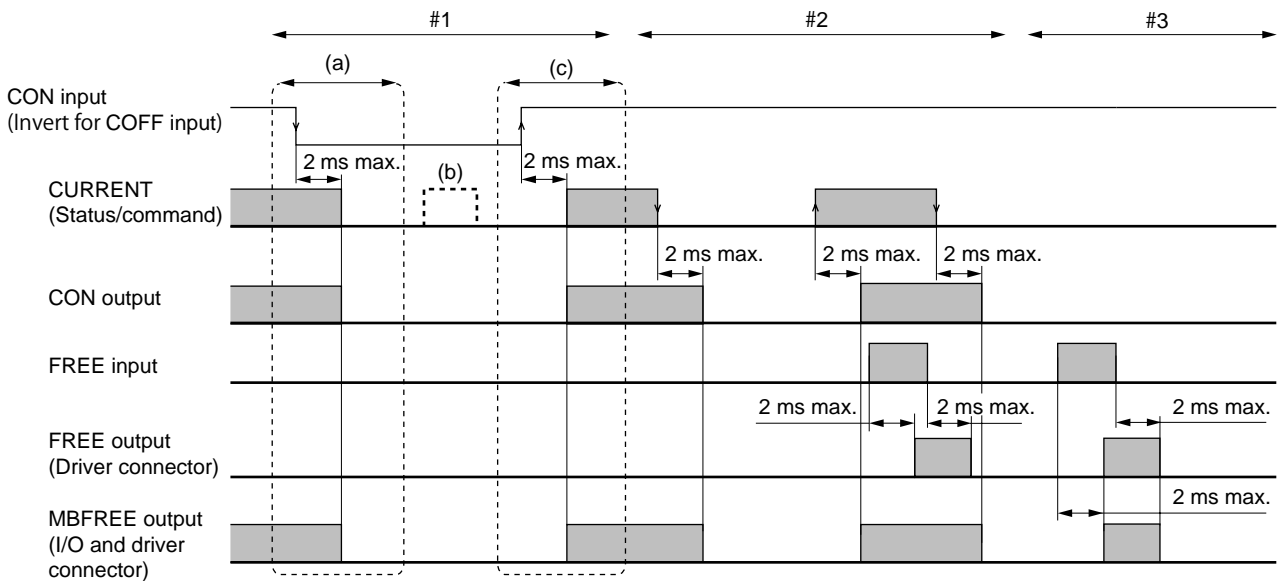 #1
#2
#3
(a)
(c)
CON input
(Invert for COFF input)
2 ms max.
(b)
2 ms max.
CURRENT
(Status/command)
2 ms max.
2 ms max.
2 ms max.
CON output
FREE input
2 ms max.
2 ms max.
2 ms max.
FREE output
(Driver connector)
2 ms max.
MBFREE output
(I/O and driver
connector)